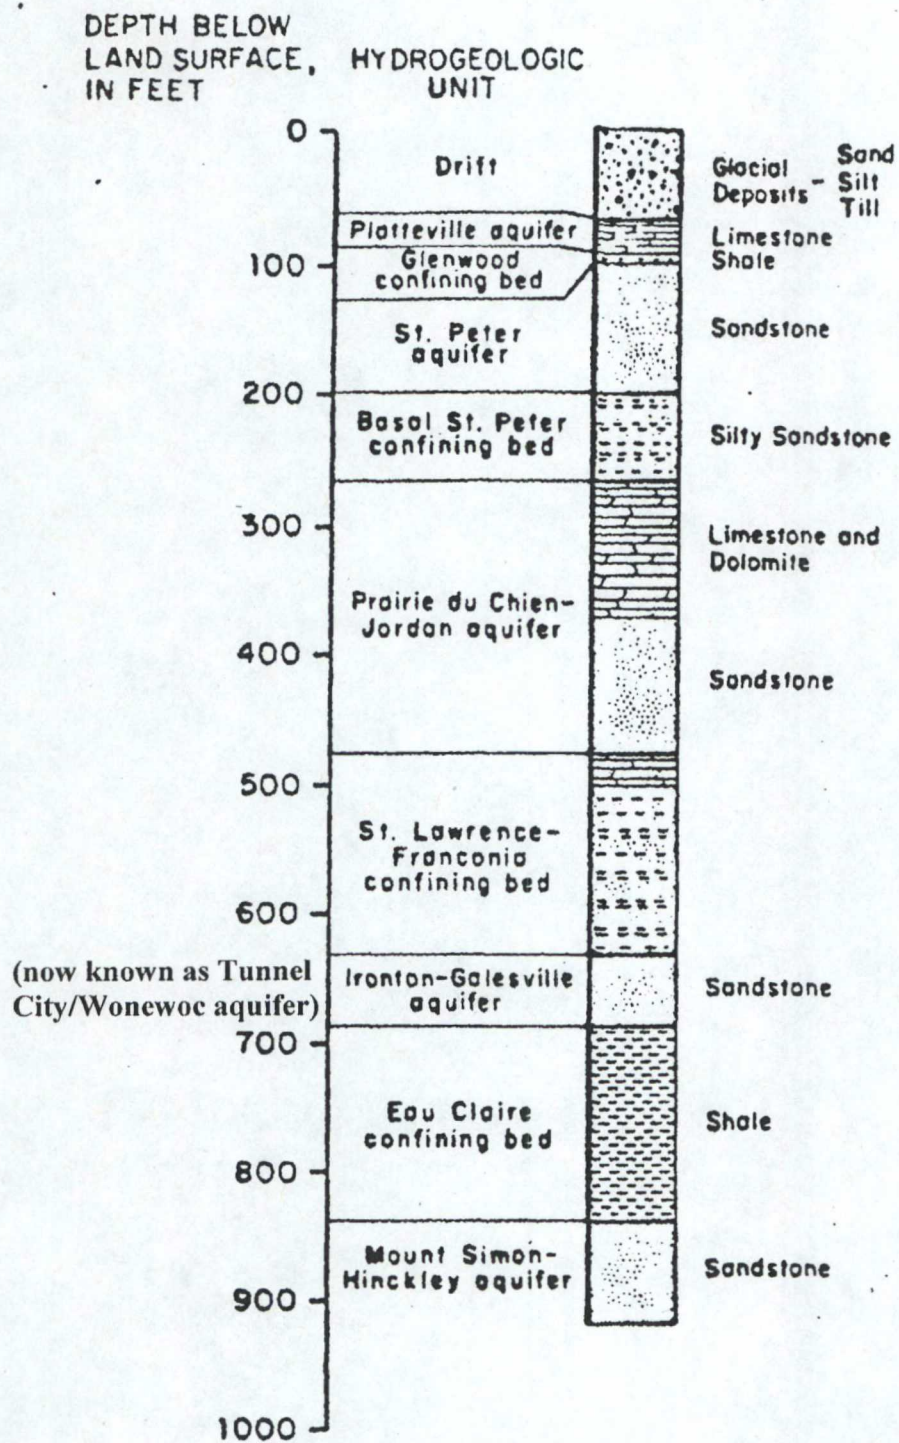 DEPTH BELOW
LAND SURFACE,
IN FEET
HYDROGEOLOGIC
UNIT
0
Drift
Glacial
Deposits -
Sand
Silt
Till
Platteville aquifer
Limestone
100
Glenwood
confining bed
Shale
St. Peter
aquifer
Sandstone
200
Basal St. Peter
confining bed
Silty Sandstone
300
Limestone and
Dolomite
Prairie du Chien-
Jordan aquifer
400
Sandstone
500
St. Lawrence-
Franconia
confining bed
600
(now known as Tunnel
City/Wonewoc aquifer)
Ironton-Galesville
aquifer
Sandstone
700
Eau Claire
confining bed
Shale
800
Mount Simon-
Hinckley aquifer
Sandstone
900
1000